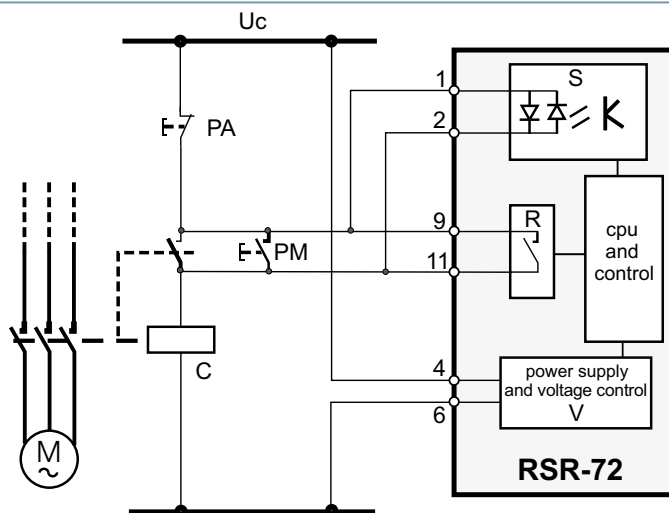 Uc
1
S
2
PA
9
R
PM
11
cpu
and
control
C
4
power supply
and voltage control
V
6
M
~
RSR-72